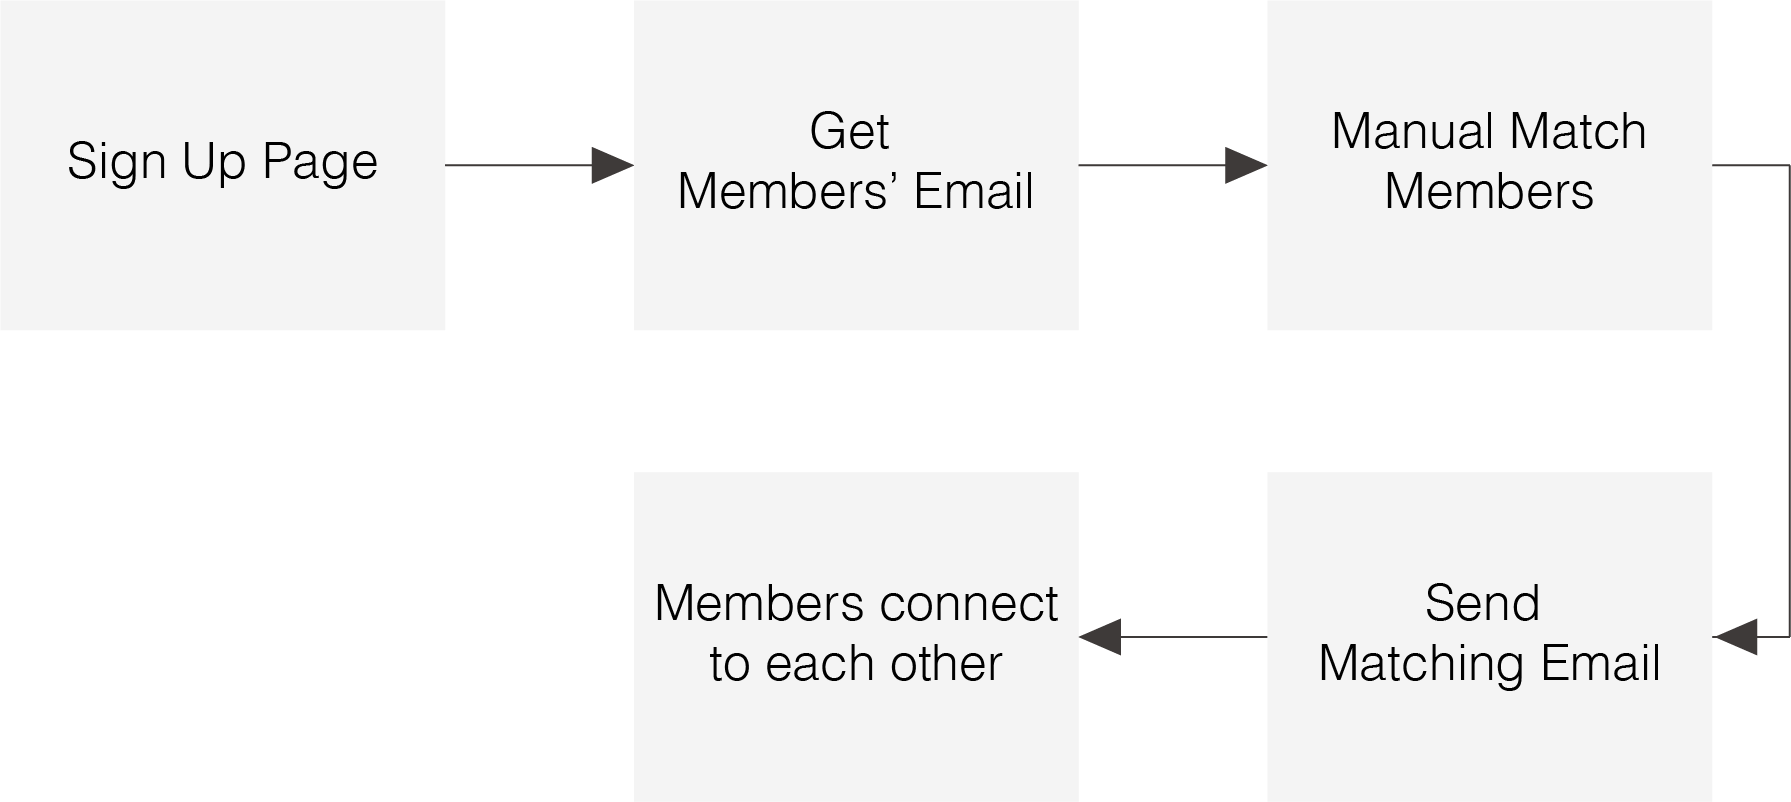 Sign Up Page
Get
Members’ Email
Manual Match
Members
Send
Matching Email
Members connect
to each other